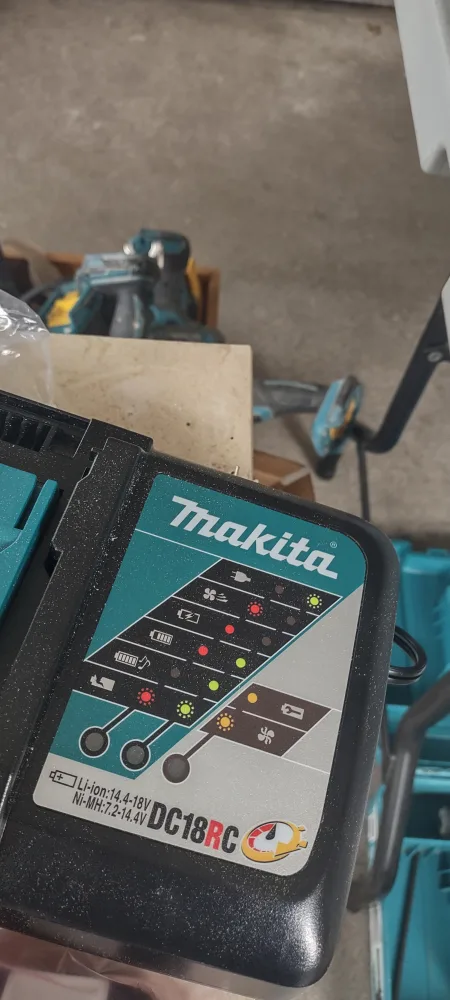 makita®
Li-ion:14.4-18V
Ni-MH:7.2-14.4V
DC18RC